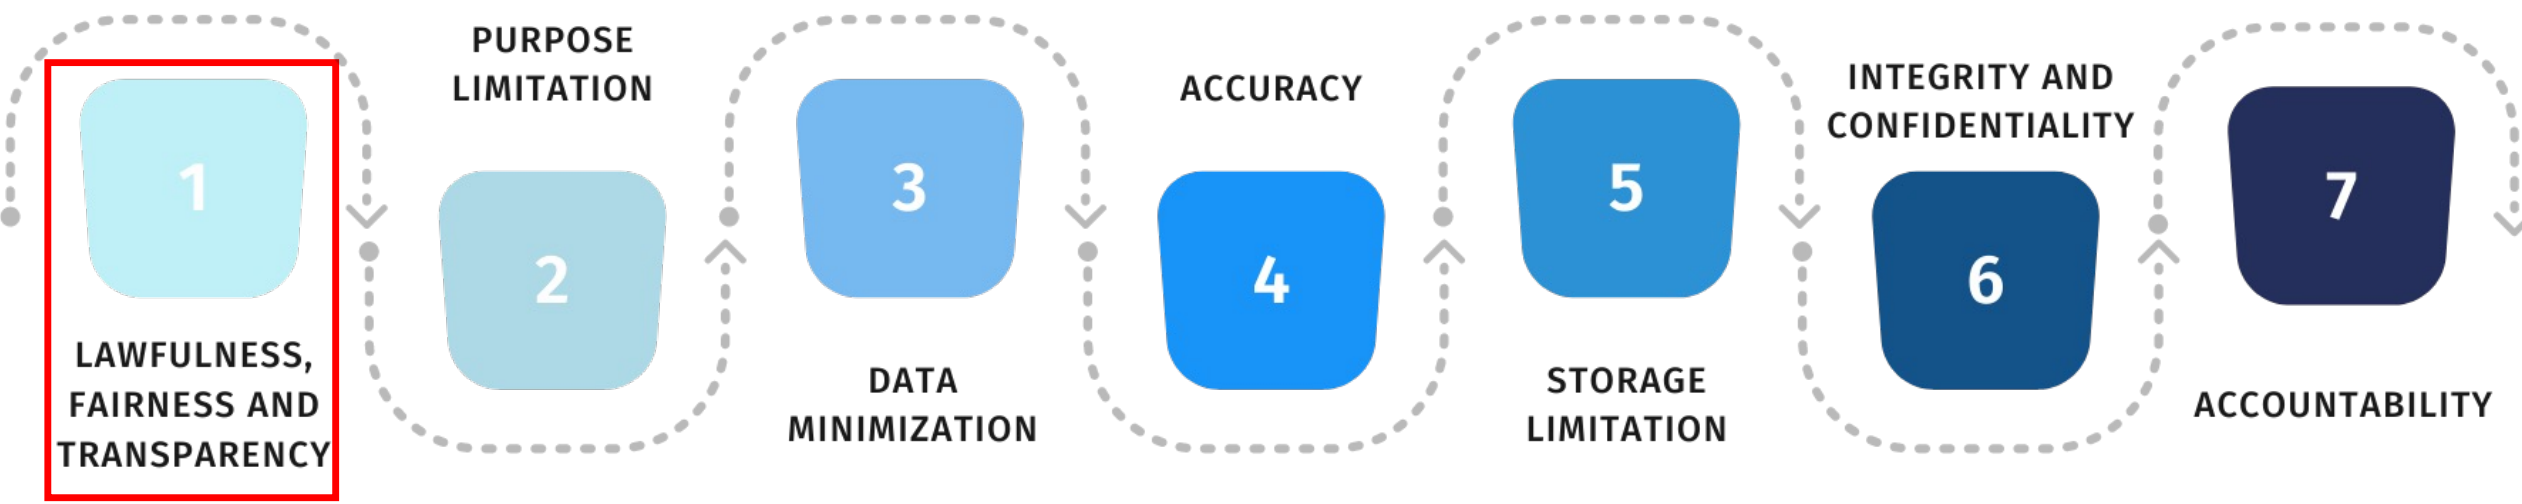 1
LAWFULNESS,
FAIRNESS AND
TRANSPARENCY
PURPOSE
LIMITATION
2
3
DATA
MINIMIZATION
ACCURACY
4
5
STORAGE
LIMITATION
INTEGRITY AND
CONFIDENTIALITY
6
7
ACCOUNTABILITY